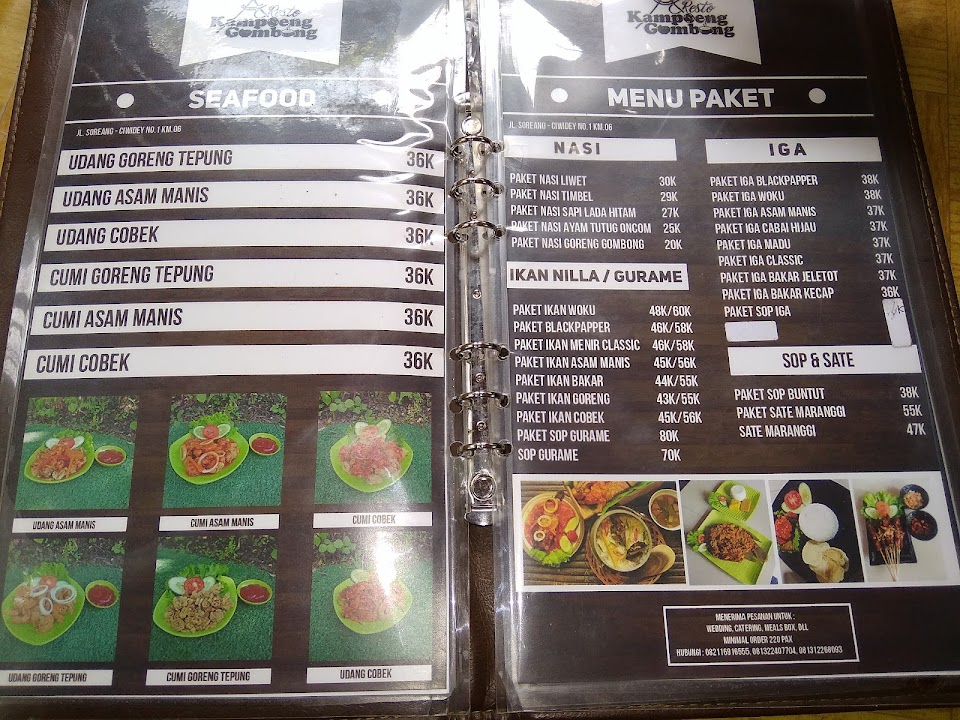 Resto
Kampoeng
Gombong
SEAFOOD
JL. SOREANG - CIWIDEY NO. 1 KM.06
UDANG GORENG TEPUNG 36K
UDANG ASAM MANIS 36K
UDANG COBEK 36K
CUMI GORENG TEPUNG 36K
CUMI ASAM MANIS 36K
CUMI COBEK 36K
UDANG ASAM MANIS
CUMI ASAM MANIS
CUMI COBEK
UDANG GORENG TEPUNG
CUMI GORENG TEPUNG
UDANG COBEK
Resto
Kampoeng
Gombong
MENU PAKET
JL. SOREANG - CIWIDEY NO. 1 KM.06
NASI
PAKET NASI LIWET 30K
PAKET NASI TIMBEL 29K
PAKET NASI SAPI LADA HITAM 27K
PAKET NASI AYAM TUTUG ONCOM 25K
PAKET NASI GORENG GOMBONG 20K
IKAN NILLA / GURAME
PAKET IKAN WOKU 48K/60K
PAKET BLACKPAPPER 46K/58K
PAKET IKAN MENIR CLASSIC 46K/58K
PAKET IKAN ASAM MANIS 45K/56K
PAKET IKAN BAKAR 44K/55K
PAKET IKAN GORENG 43K/55K
PAKET IKAN COBEK 45K/56K
PAKET SOP GURAME 80K
SOP GURAME 70K
IGA
PAKET IGA BLACKPAPPER 38K
PAKET IGA WOKU 38K
PAKET IGA ASAM MANIS 37K
PAKET IGA CABAI HIJAU 37K
PAKET IGA MADU 37K
PAKET IGA CLASSIC 37K
PAKET IGA BAKAR JELETOT 37K
PAKET IGA BAKAR KECAP 36K
PAKET SOP IGA
SOP & SATE
PAKET SOP BUNTUT 38K
PAKET SATE MARANGGI 55K
SATE MARANGGI 47K
MENERIMA PESANAN UNTUK :
WEDDING, CATERING, MEALS BOX, DLL
MINIMAL ORDER 220 PAX
HUBUNGI : 082116916555, 081322407704, 081312268093